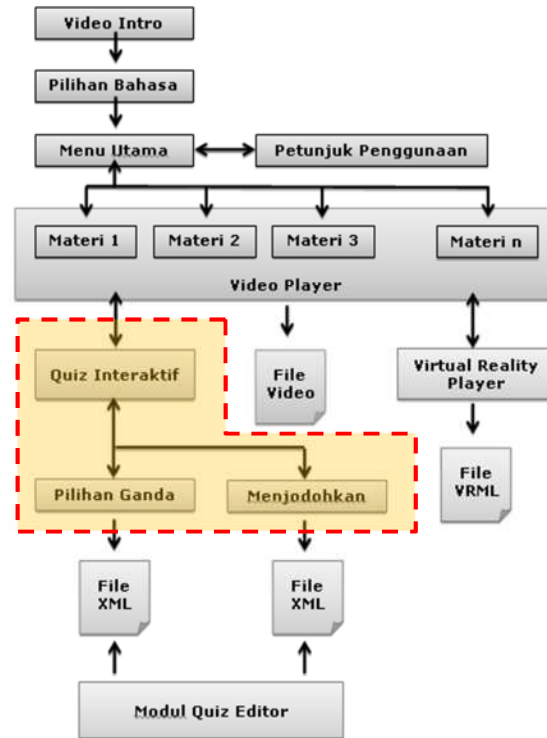 Video Intro
Pilihan Bahasa
Menu Utama
Petunjuk Penggunaan
Materi 1
Materi 2
Materi 3
Materi n
Video Player
Quiz Interaktif
File
Video
Virtual Reality
Player
Pilihan Ganda
Menjodohkan
File
VRML
File
XML
File
XML
Modul Quiz Editor